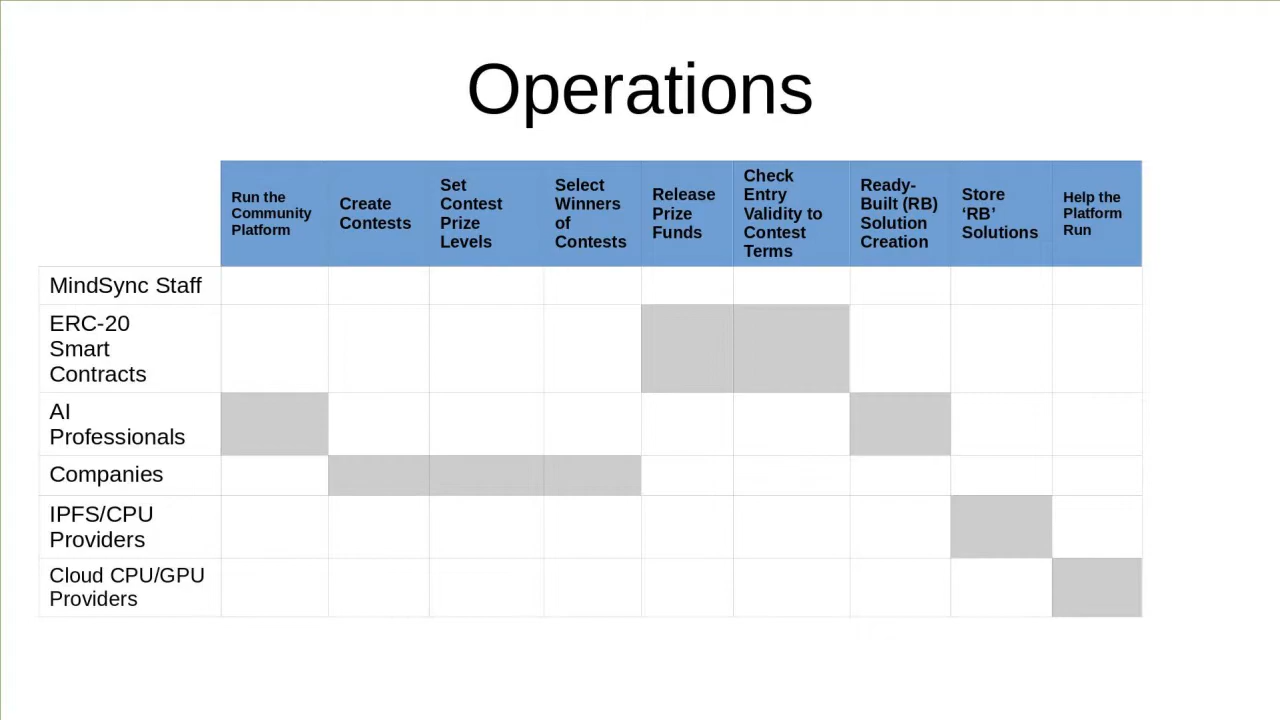 Operations
Run the
Community
Platform
Create
Contests
Set
Contest
Prize
Levels
Select
Winners
of
Contests
Release
Prize
Funds
Check
Entry
Validity to
Contest
Terms
Ready-
Built (RB)
Solution
Creation
Store
‘RB’
Solutions
Help the
Platform
Run
MindSync Staff
ERC-20
Smart
Contracts
AI
Professionals
Companies
IPFS/CPU
Providers
Cloud CPU/GPU
Providers